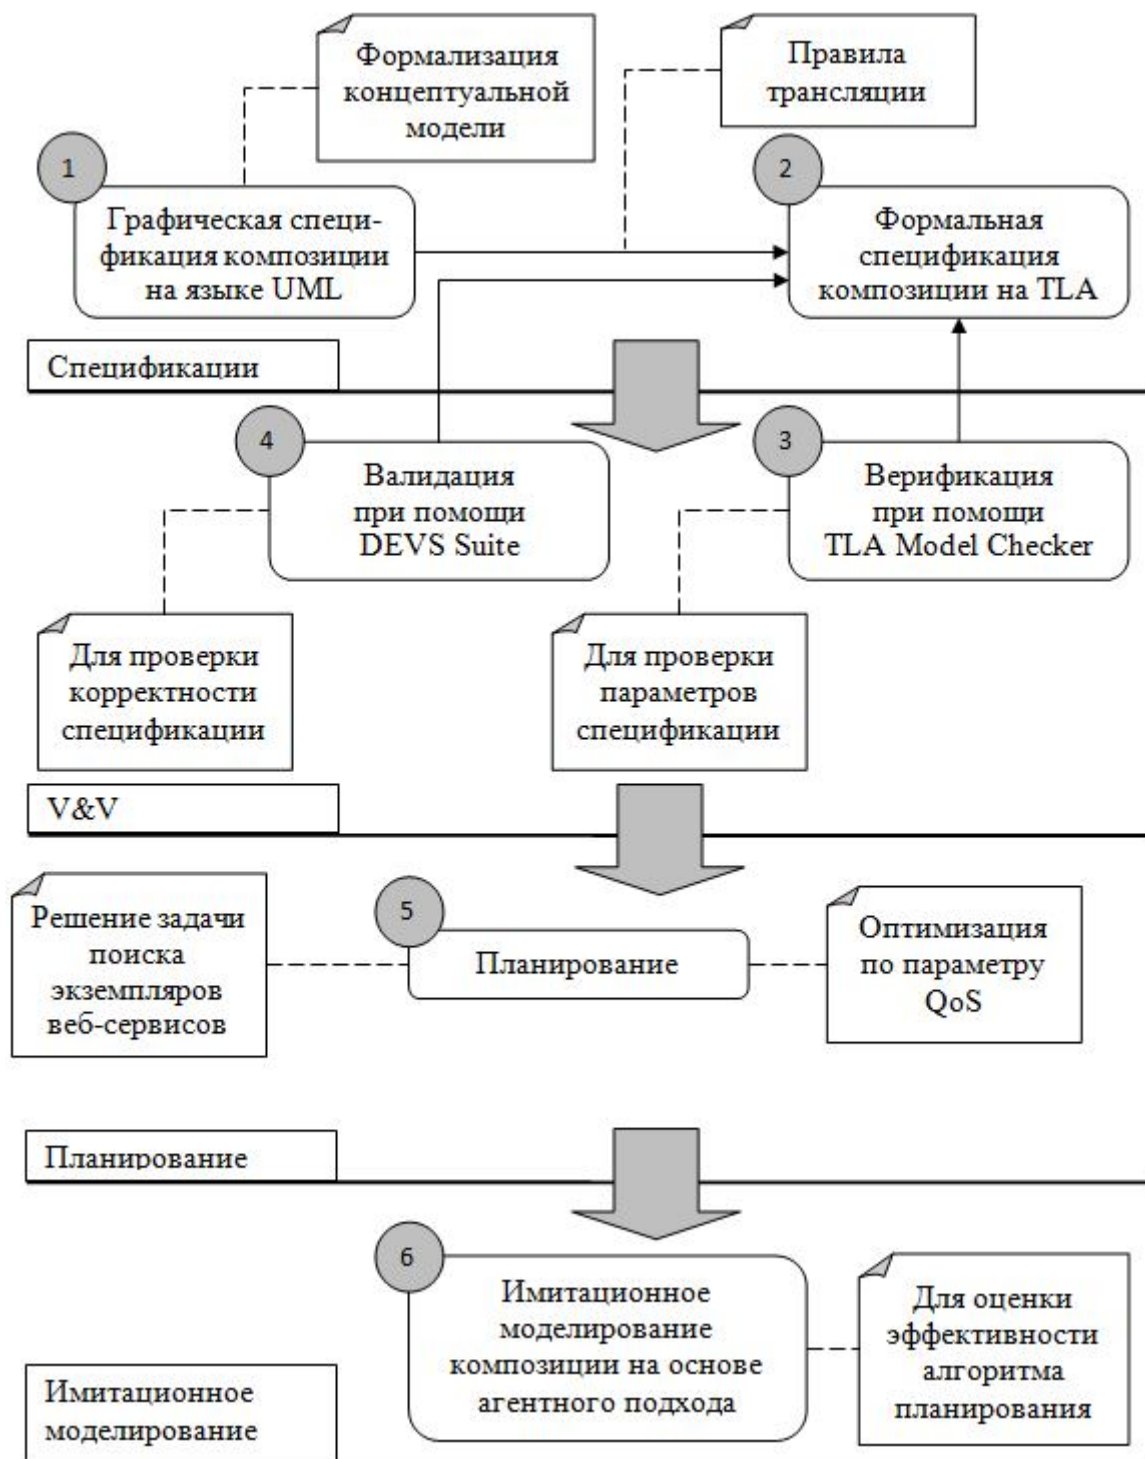 Формализация
концептуальной
модели
Правила
трансляции
1
Графическая специ-
фикация композиции
на языке UML
2
Формальная
спецификация
композиции на TLA
Спецификации
4
Валидация
при помощи
DEVS Suite
3
Верификация
при помощи
TLA Model Checker
Для проверки
корректности
спецификации
Для проверки
параметров
спецификации
V&V
Решение задачи
поиска
экземпляров
веб-сервисов
5
Планирование
Оптимизация
по параметру
QoS
Планирование
6
Имитационное
моделирование
композиции на основе
агентного подхода
Для оценки
эффективности
алгоритма
планирования
Имитационное
моделирование